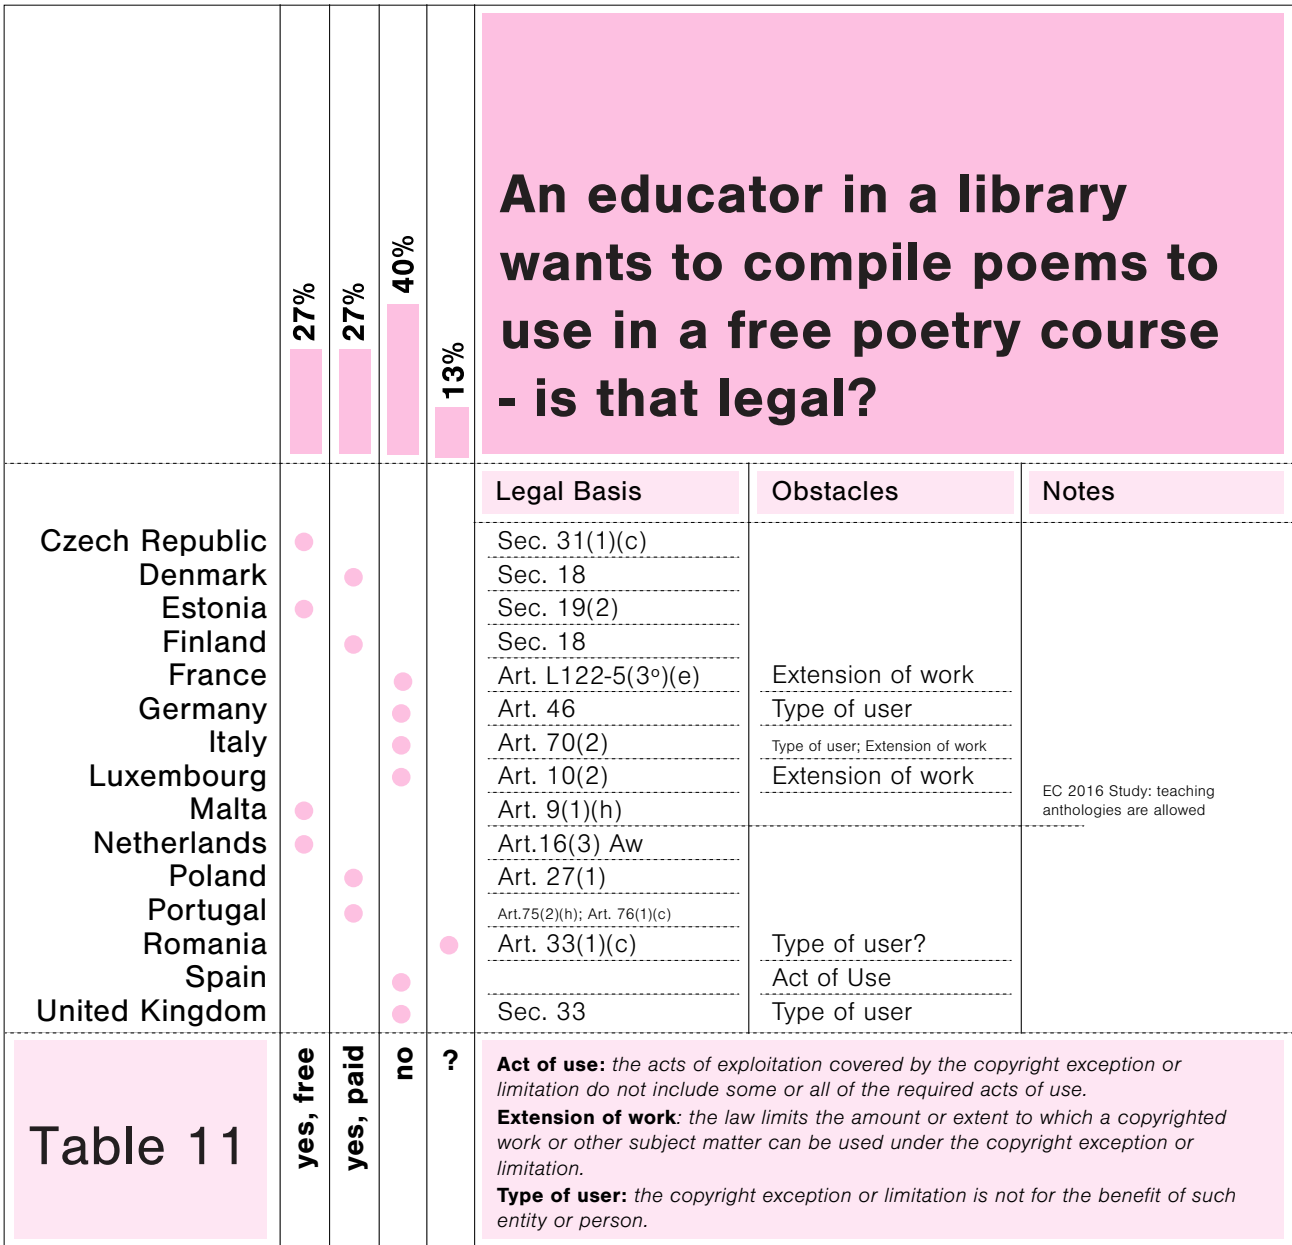 27%
27%
40%
13%
An educator in a library
wants to compile poems to
use in a free poetry course
- is that legal?
Legal Basis Obstacles Notes
Czech Republic Sec. 31(1)(c)
Denmark Sec. 18
Estonia Sec. 19(2)
Finland Sec. 18
France Art. L122-5(3º)(e) Extension of work
Germany Art. 46 Type of user
Italy Art. 70(2) Type of user; Extension of work
Luxembourg Art. 10(2) Extension of work
Malta Art. 9(1)(h) EC 2016 Study: teaching
anthologies are allowed
Netherlands Art.16(3) Aw
Poland Art. 27(1)
Portugal Art.75(2)(h); Art. 76(1)(c)
Romania Art. 33(1)(c) Type of user?
Spain Act of Use
United Kingdom Sec. 33 Type of user
Table 11
yes, free
yes, paid
no
?
Act of use: the acts of exploitation covered by the copyright exception or
limitation do not include some or all of the required acts of use.
Extension of work: the law limits the amount or extent to which a copyrighted
work or other subject matter can be used under the copyright exception or
limitation.
Type of user: the copyright exception or limitation is not for the benefit of such
entity or person.